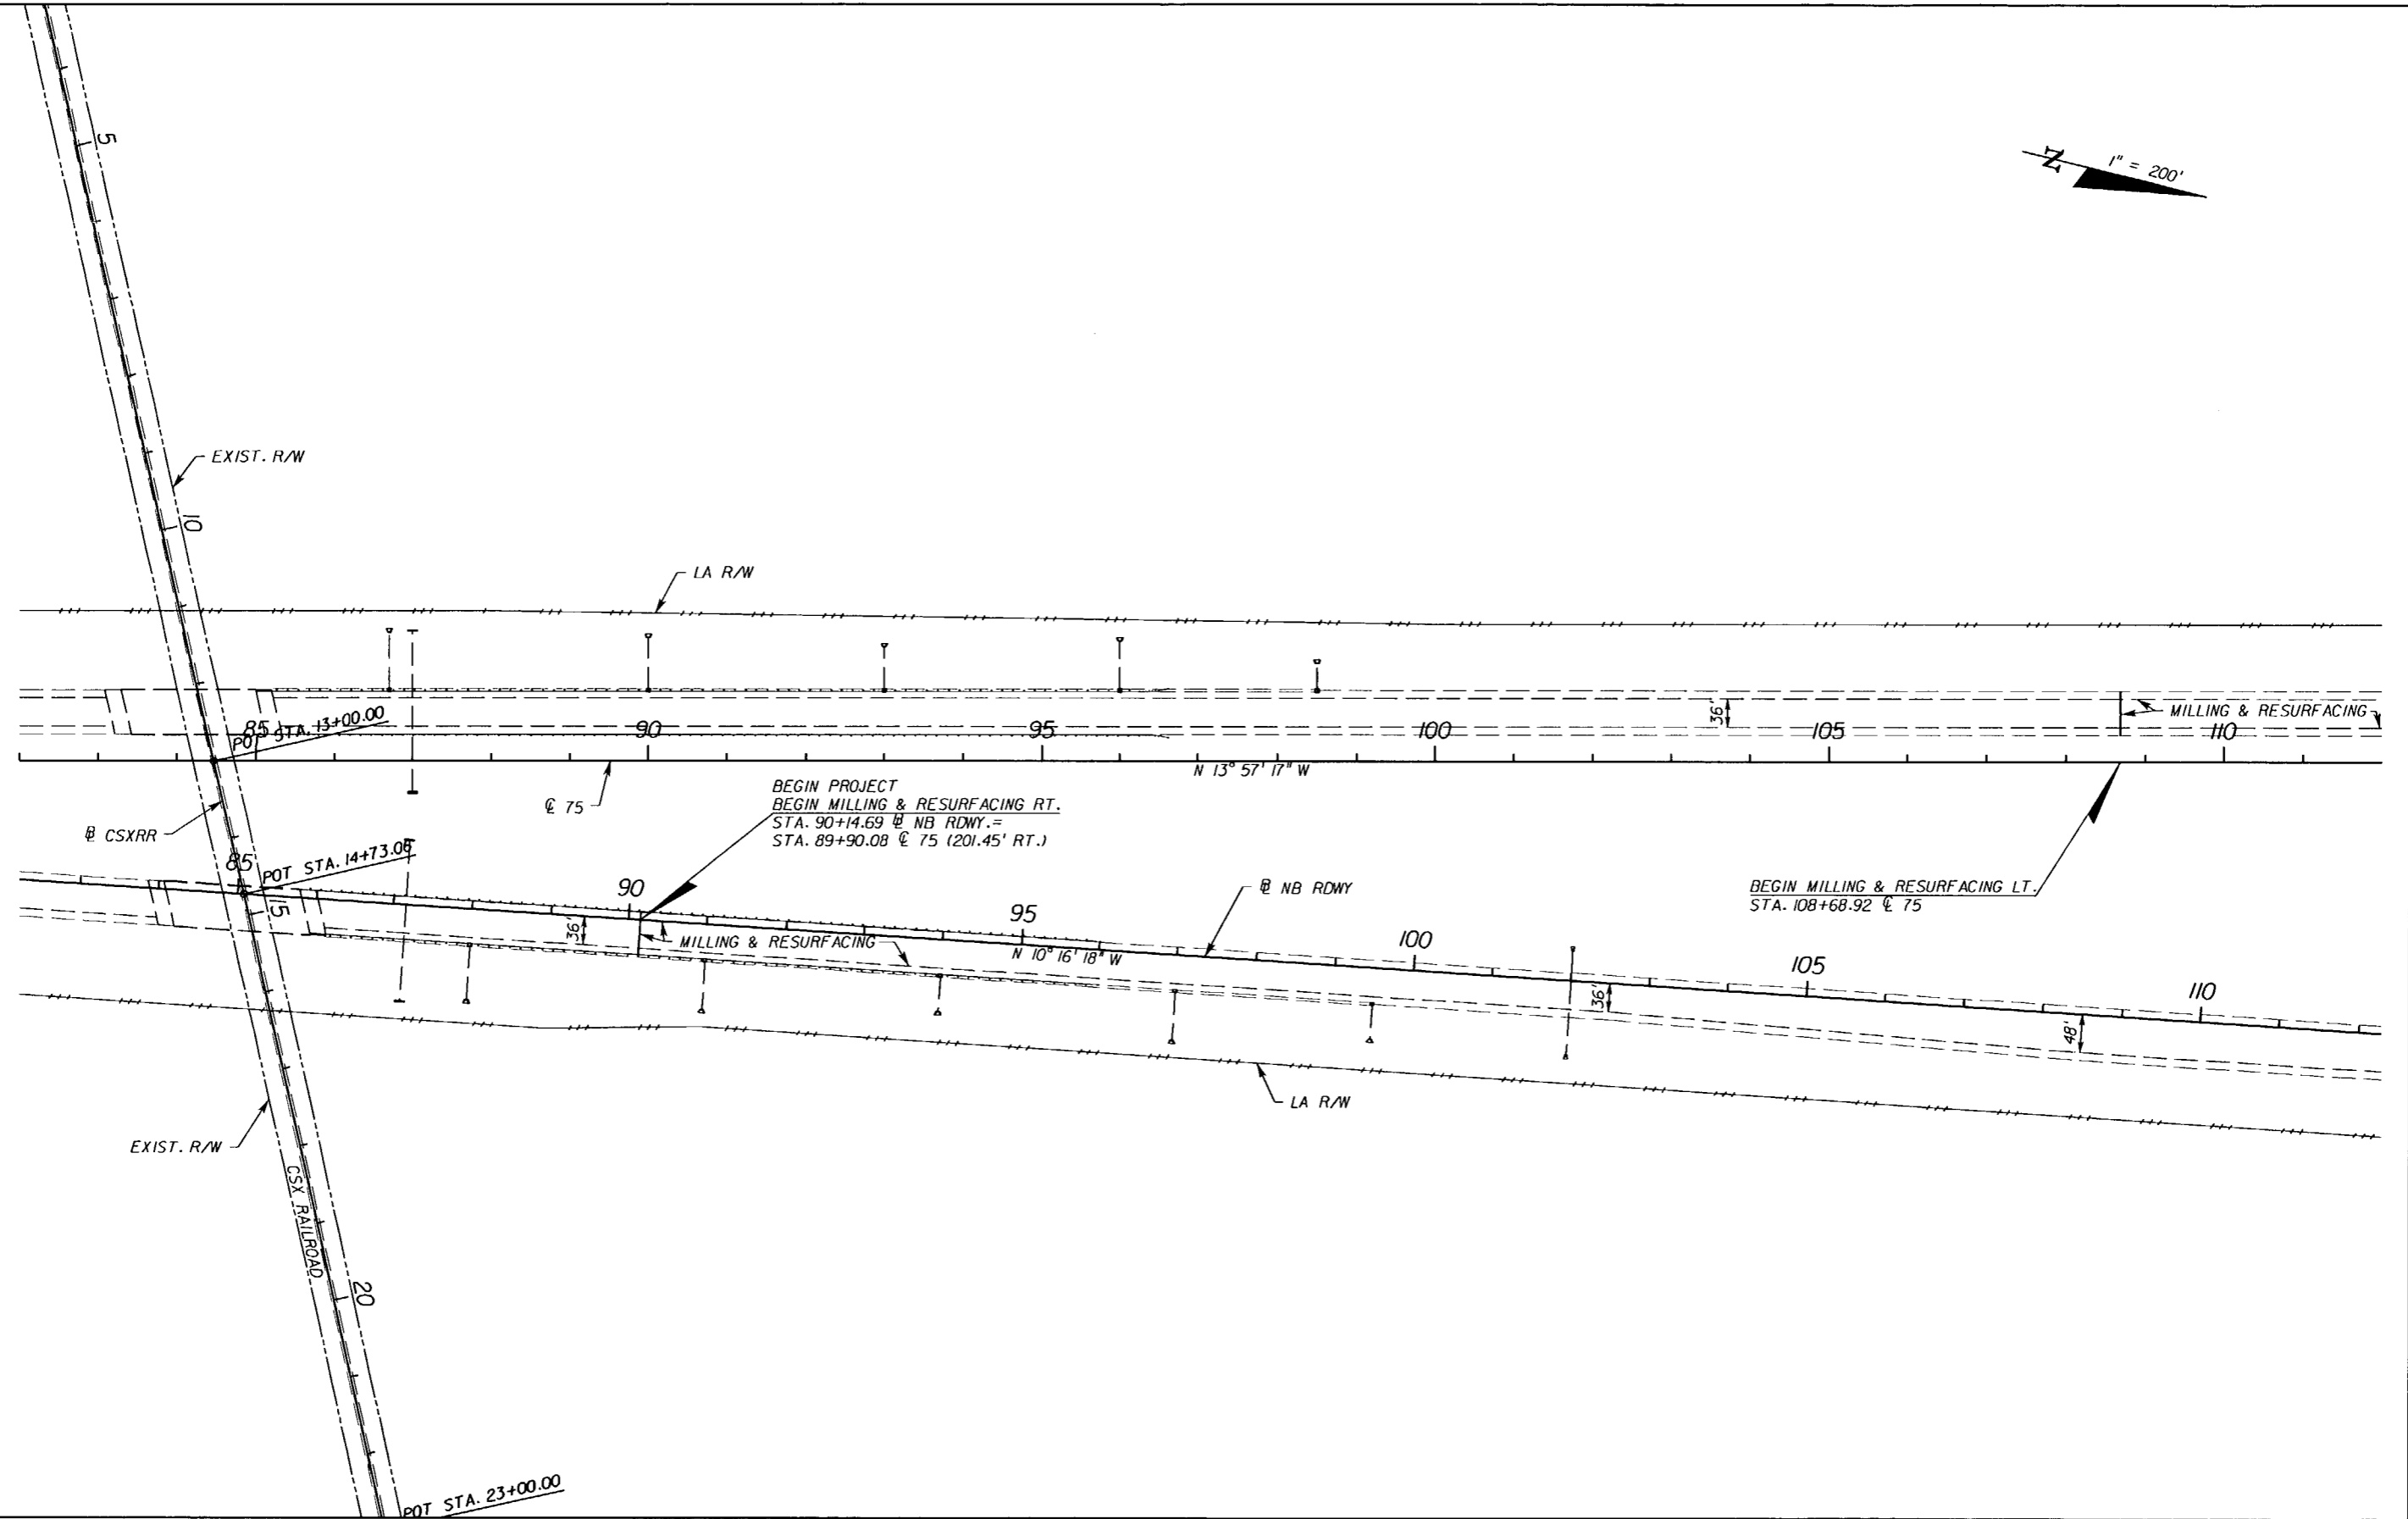 5
N
1" = 200'
EXIST. R/W
10
LA R/W
36'
MILLING & RESURFACING
85
POT STA. 13+00.00
90
95
100
105
110
N 13° 57' 17" W
BEGIN PROJECT
BEGIN MILLING & RESURFACING RT.
STA. 90+14.69 ⅊ NB RDWY.=
STA. 89+90.08 ℄ 75 (201.45' RT.)
℄ 75
⅊ CSXRR
85
POT STA. 14+73.06
15
90
⅊ NB RDWY
BEGIN MILLING & RESURFACING LT.
STA. 108+68.92 ℄ 75
36'
MILLING & RESURFACING
95
N 10° 16' 18" W
100
105
110
36'
48'
LA R/W
EXIST. R/W
CSX RAILROAD
20
POT STA. 23+00.00